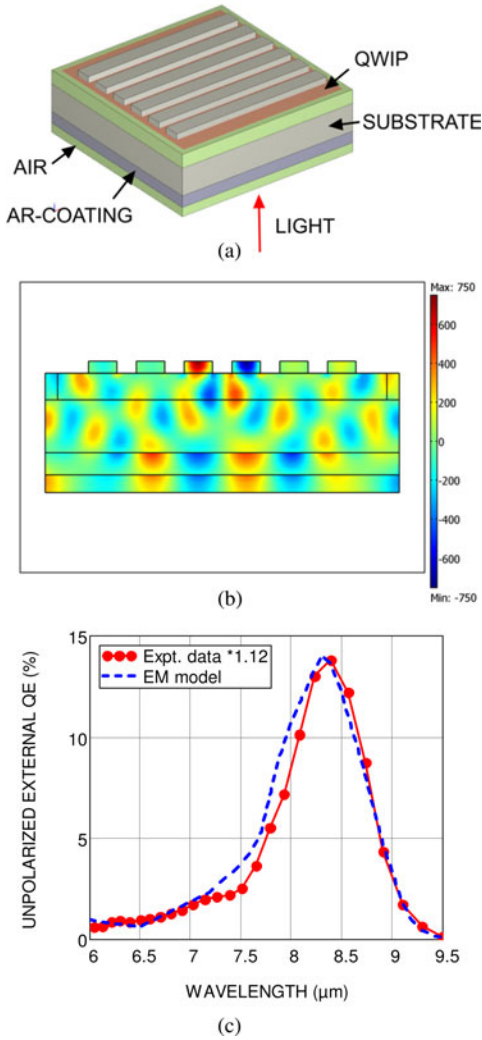 QWIP
SUBSTRATE
AIR
AR-COATING
LIGHT
(a)
Max: 750
600
400
200
0
-200
-400
-600
Min: -750
(b)
15
10
5
0
Expt. data *1.12
EM model
UNPOLARIZED EXTERNAL QE (%)
6 6.5 7 7.5 8 8.5 9 9.5
WAVELENGTH (μm)
(c)